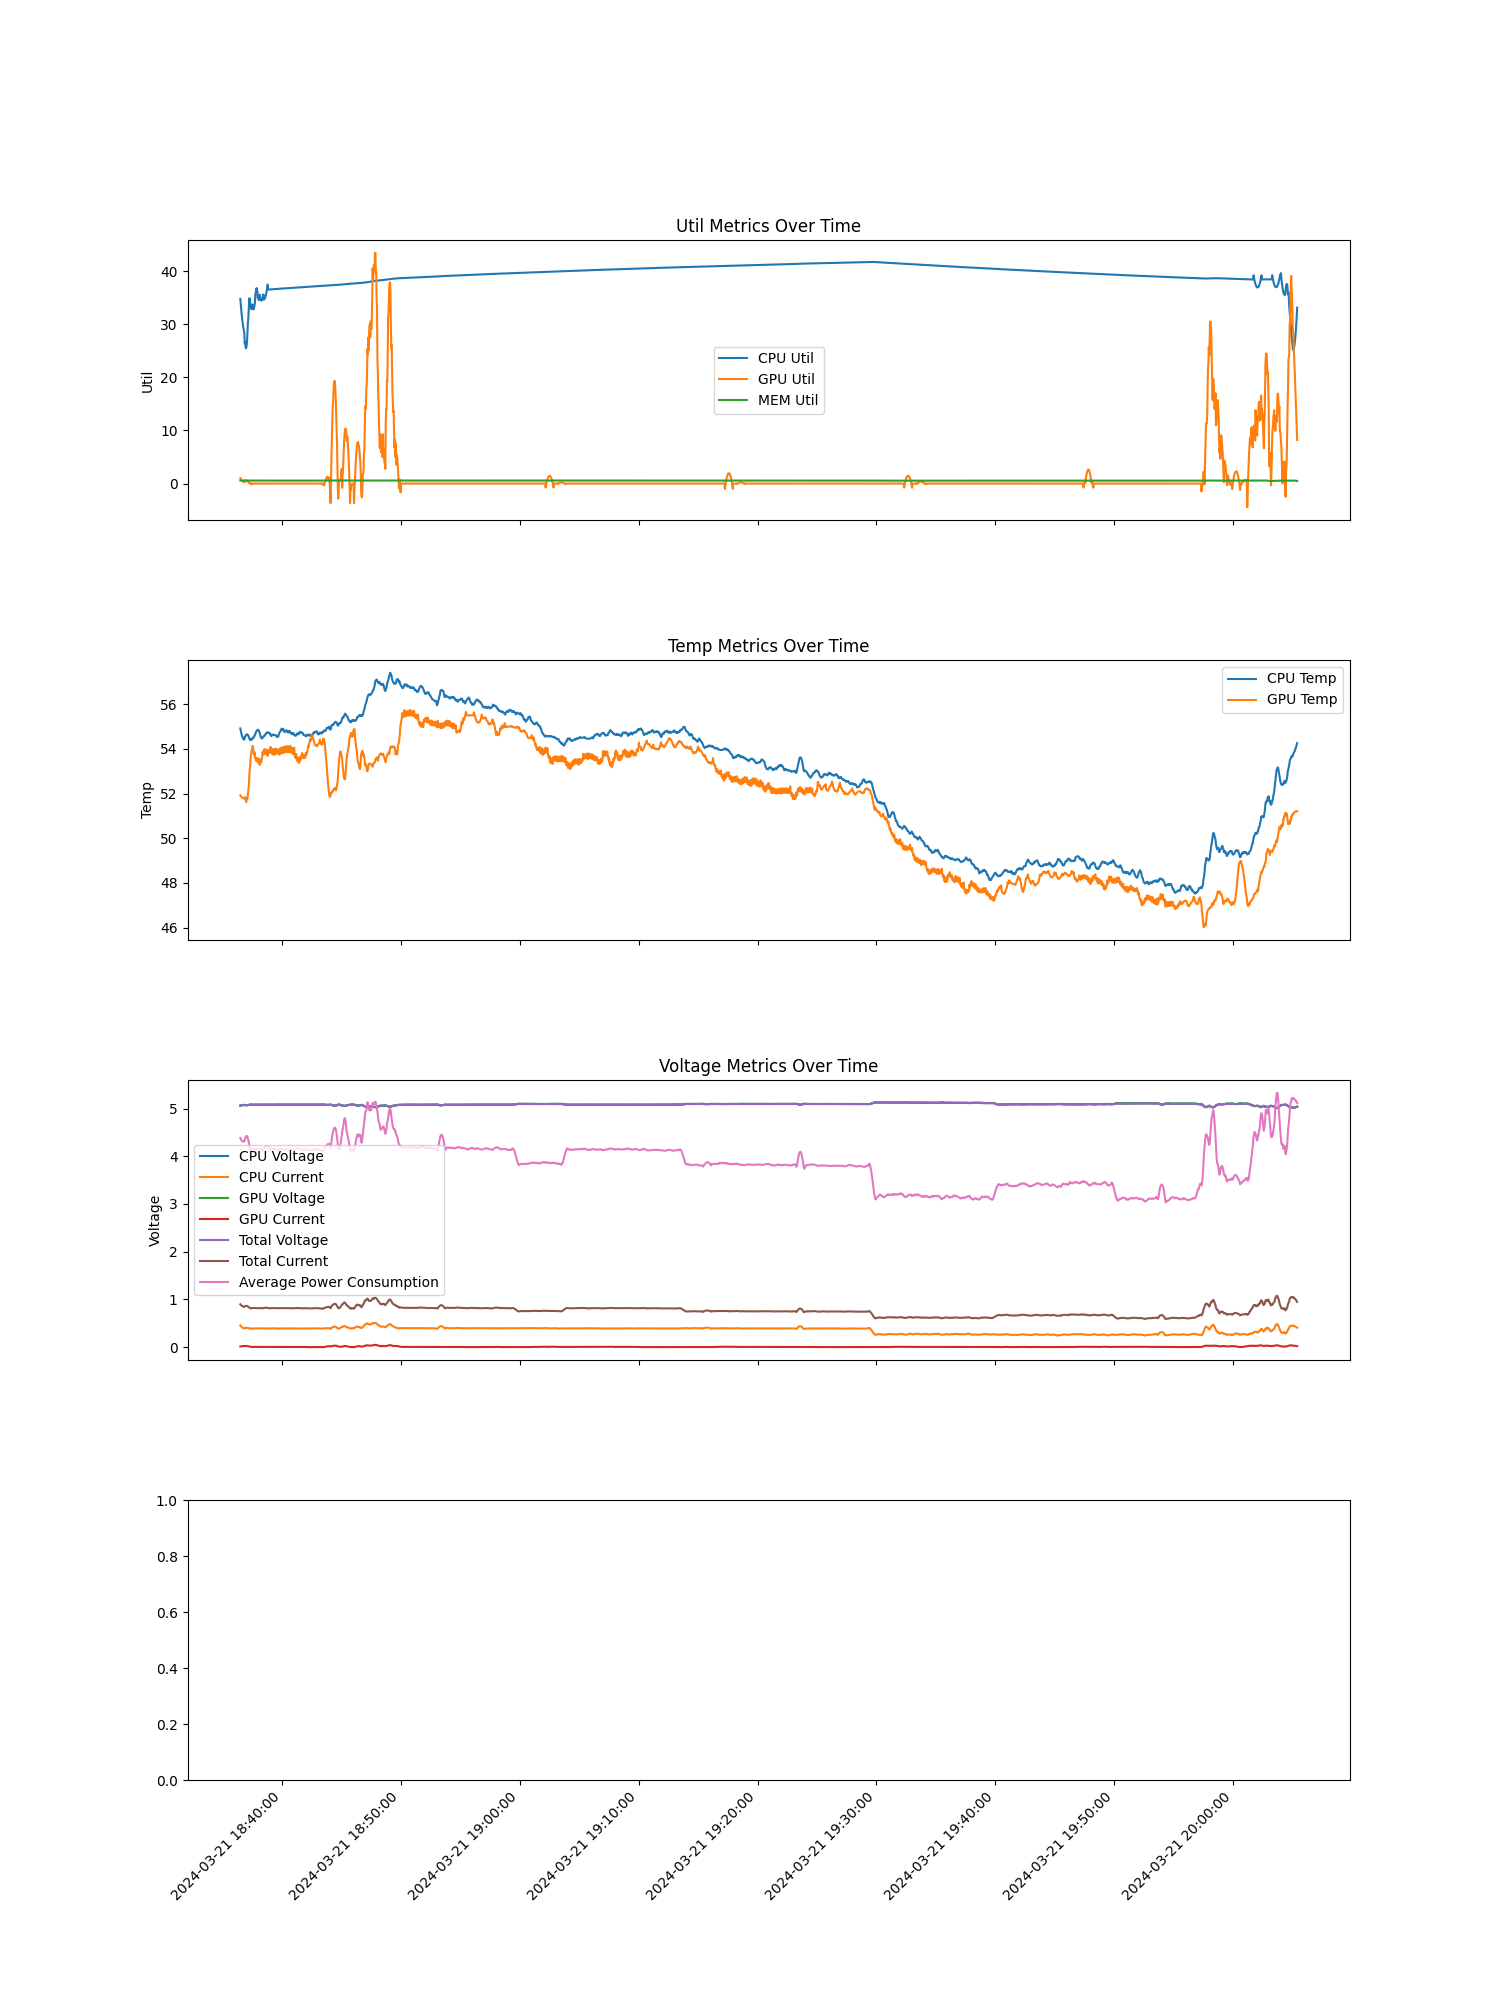 Util Metrics Over Time
40
30
20
10
0
Util
CPU Util
GPU Util
MEM Util
Temp Metrics Over Time
56
54
52
50
48
46
Temp
CPU Temp
GPU Temp
Voltage Metrics Over Time
5
4
3
2
1
0
Voltage
CPU Voltage
CPU Current
GPU Voltage
GPU Current
Total Voltage
Total Current
Average Power Consumption
1.0
0.8
0.6
0.4
0.2
0.0
2024-03-21 18:40:00
2024-03-21 18:50:00
2024-03-21 19:00:00
2024-03-21 19:10:00
2024-03-21 19:20:00
2024-03-21 19:30:00
2024-03-21 19:40:00
2024-03-21 19:50:00
2024-03-21 20:00:00